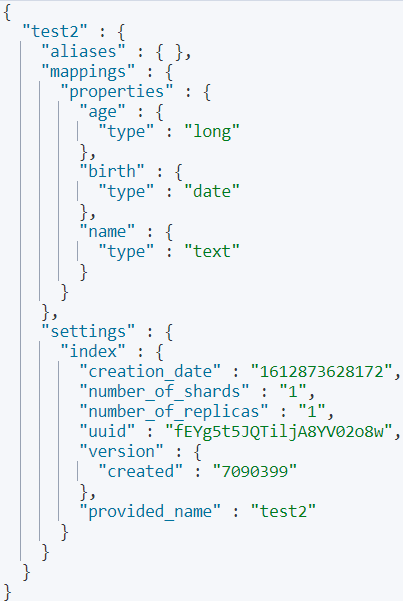 {
  "test2" : {
    "aliases" : { },
    "mappings" : {
      "properties" : {
        "age" : {
          "type" : "long"
        },
        "birth" : {
          "type" : "date"
        },
        "name" : {
          "type" : "text"
        }
      }
    },
    "settings" : {
      "index" : {
        "creation_date" : "1612873628172",
        "number_of_shards" : "1",
        "number_of_replicas" : "1",
        "uuid" : "fEYg5t5JQTiljA8YV02o8w",
        "version" : {
          "created" : "7090399"
        },
        "provided_name" : "test2"
      }
    }
  }
}